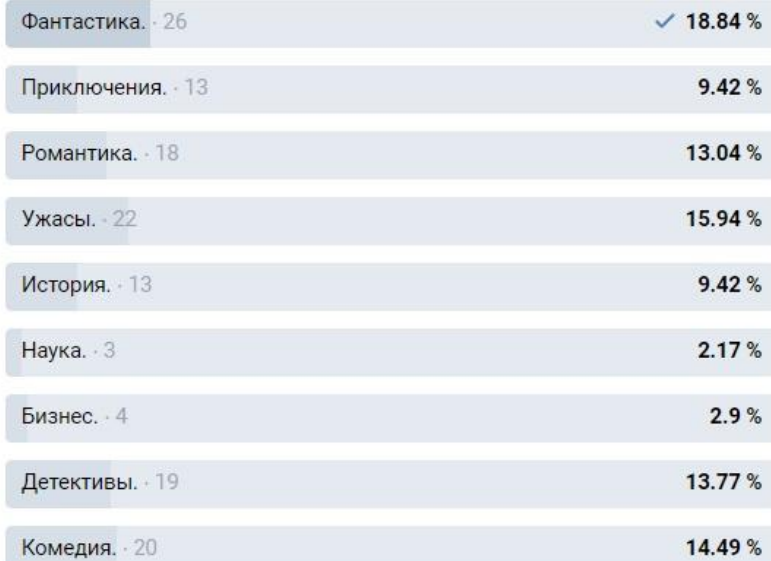 Фантастика. · 26 18.84 %
Приключения. · 13 9.42 %
Романтика. · 18 13.04 %
Ужасы. · 22 15.94 %
История. · 13 9.42 %
Наука. · 3 2.17 %
Бизнес. · 4 2.9 %
Детективы. · 19 13.77 %
Комедия. · 20 14.49 %